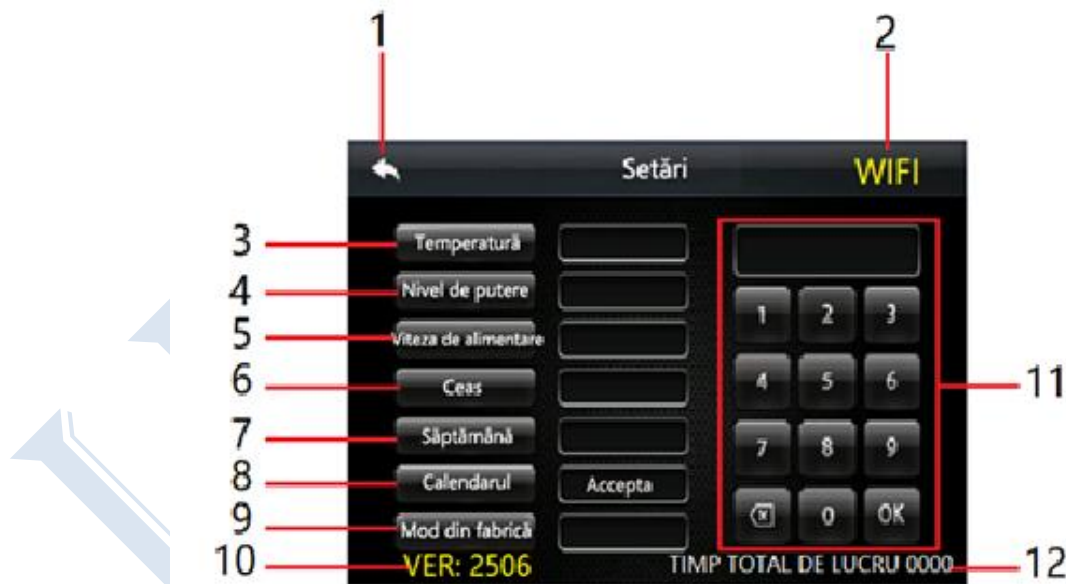 1 2
Setări WIFI
3 Temperatură
4 Nivel de putere
1 2 3
5 Viteza de alimentare
6 Ceas
4 5 6
11
7 Săptămână
7 8 9
8 Calendarul Accepta
9 Mod din fabrică
0 OK
10 VER: 2506 TIMP TOTAL DE LUCRU 0000 12